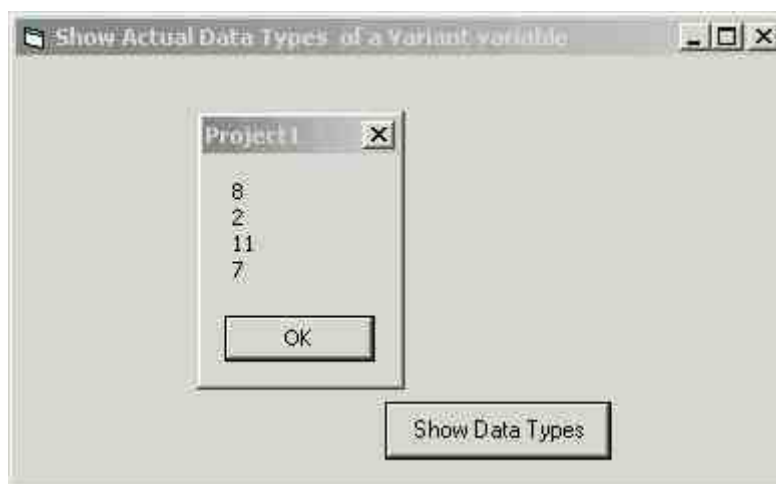 Show Actual Data Types of a Variant variable
Project1
8
2
11
7
OK
Show Data Types